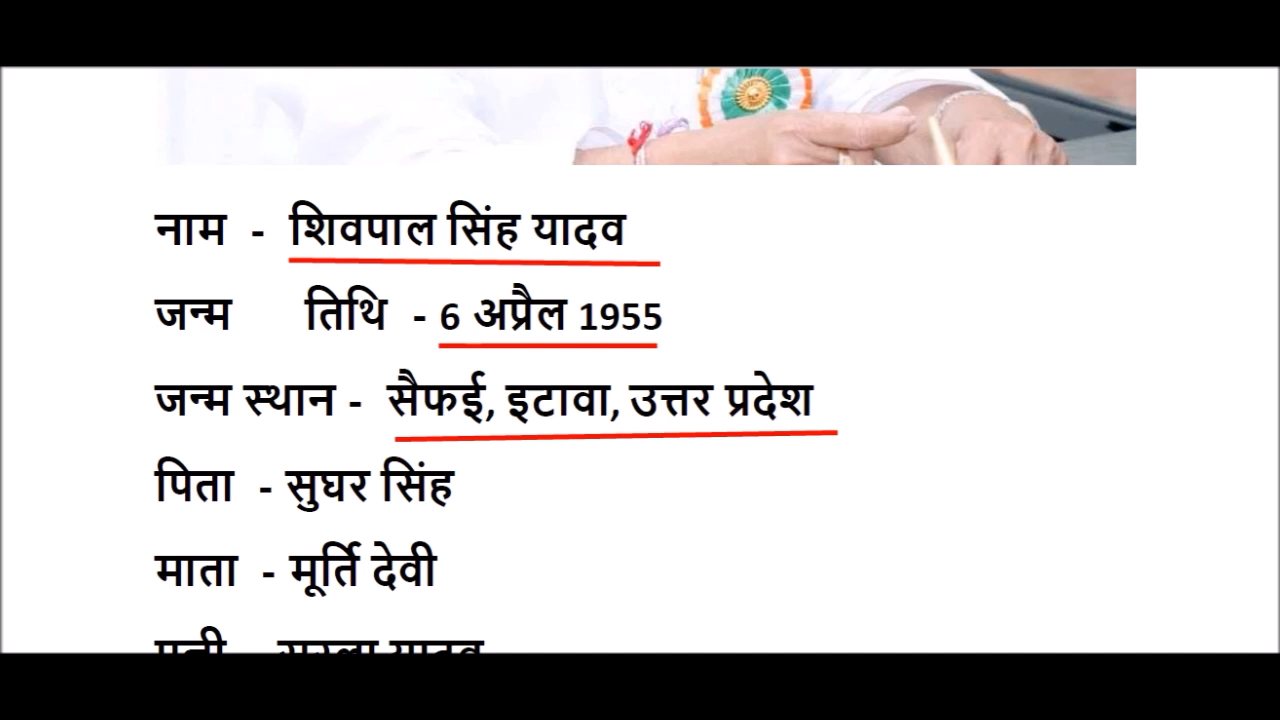 नाम - शिवपाल सिंह यादव
जन्म तिथि - 6 अप्रैल 1955
जन्म स्थान - सैफई, इटावा, उत्तर प्रदेश
पिता - सुघर सिंह
माता - मूर्ति देवी